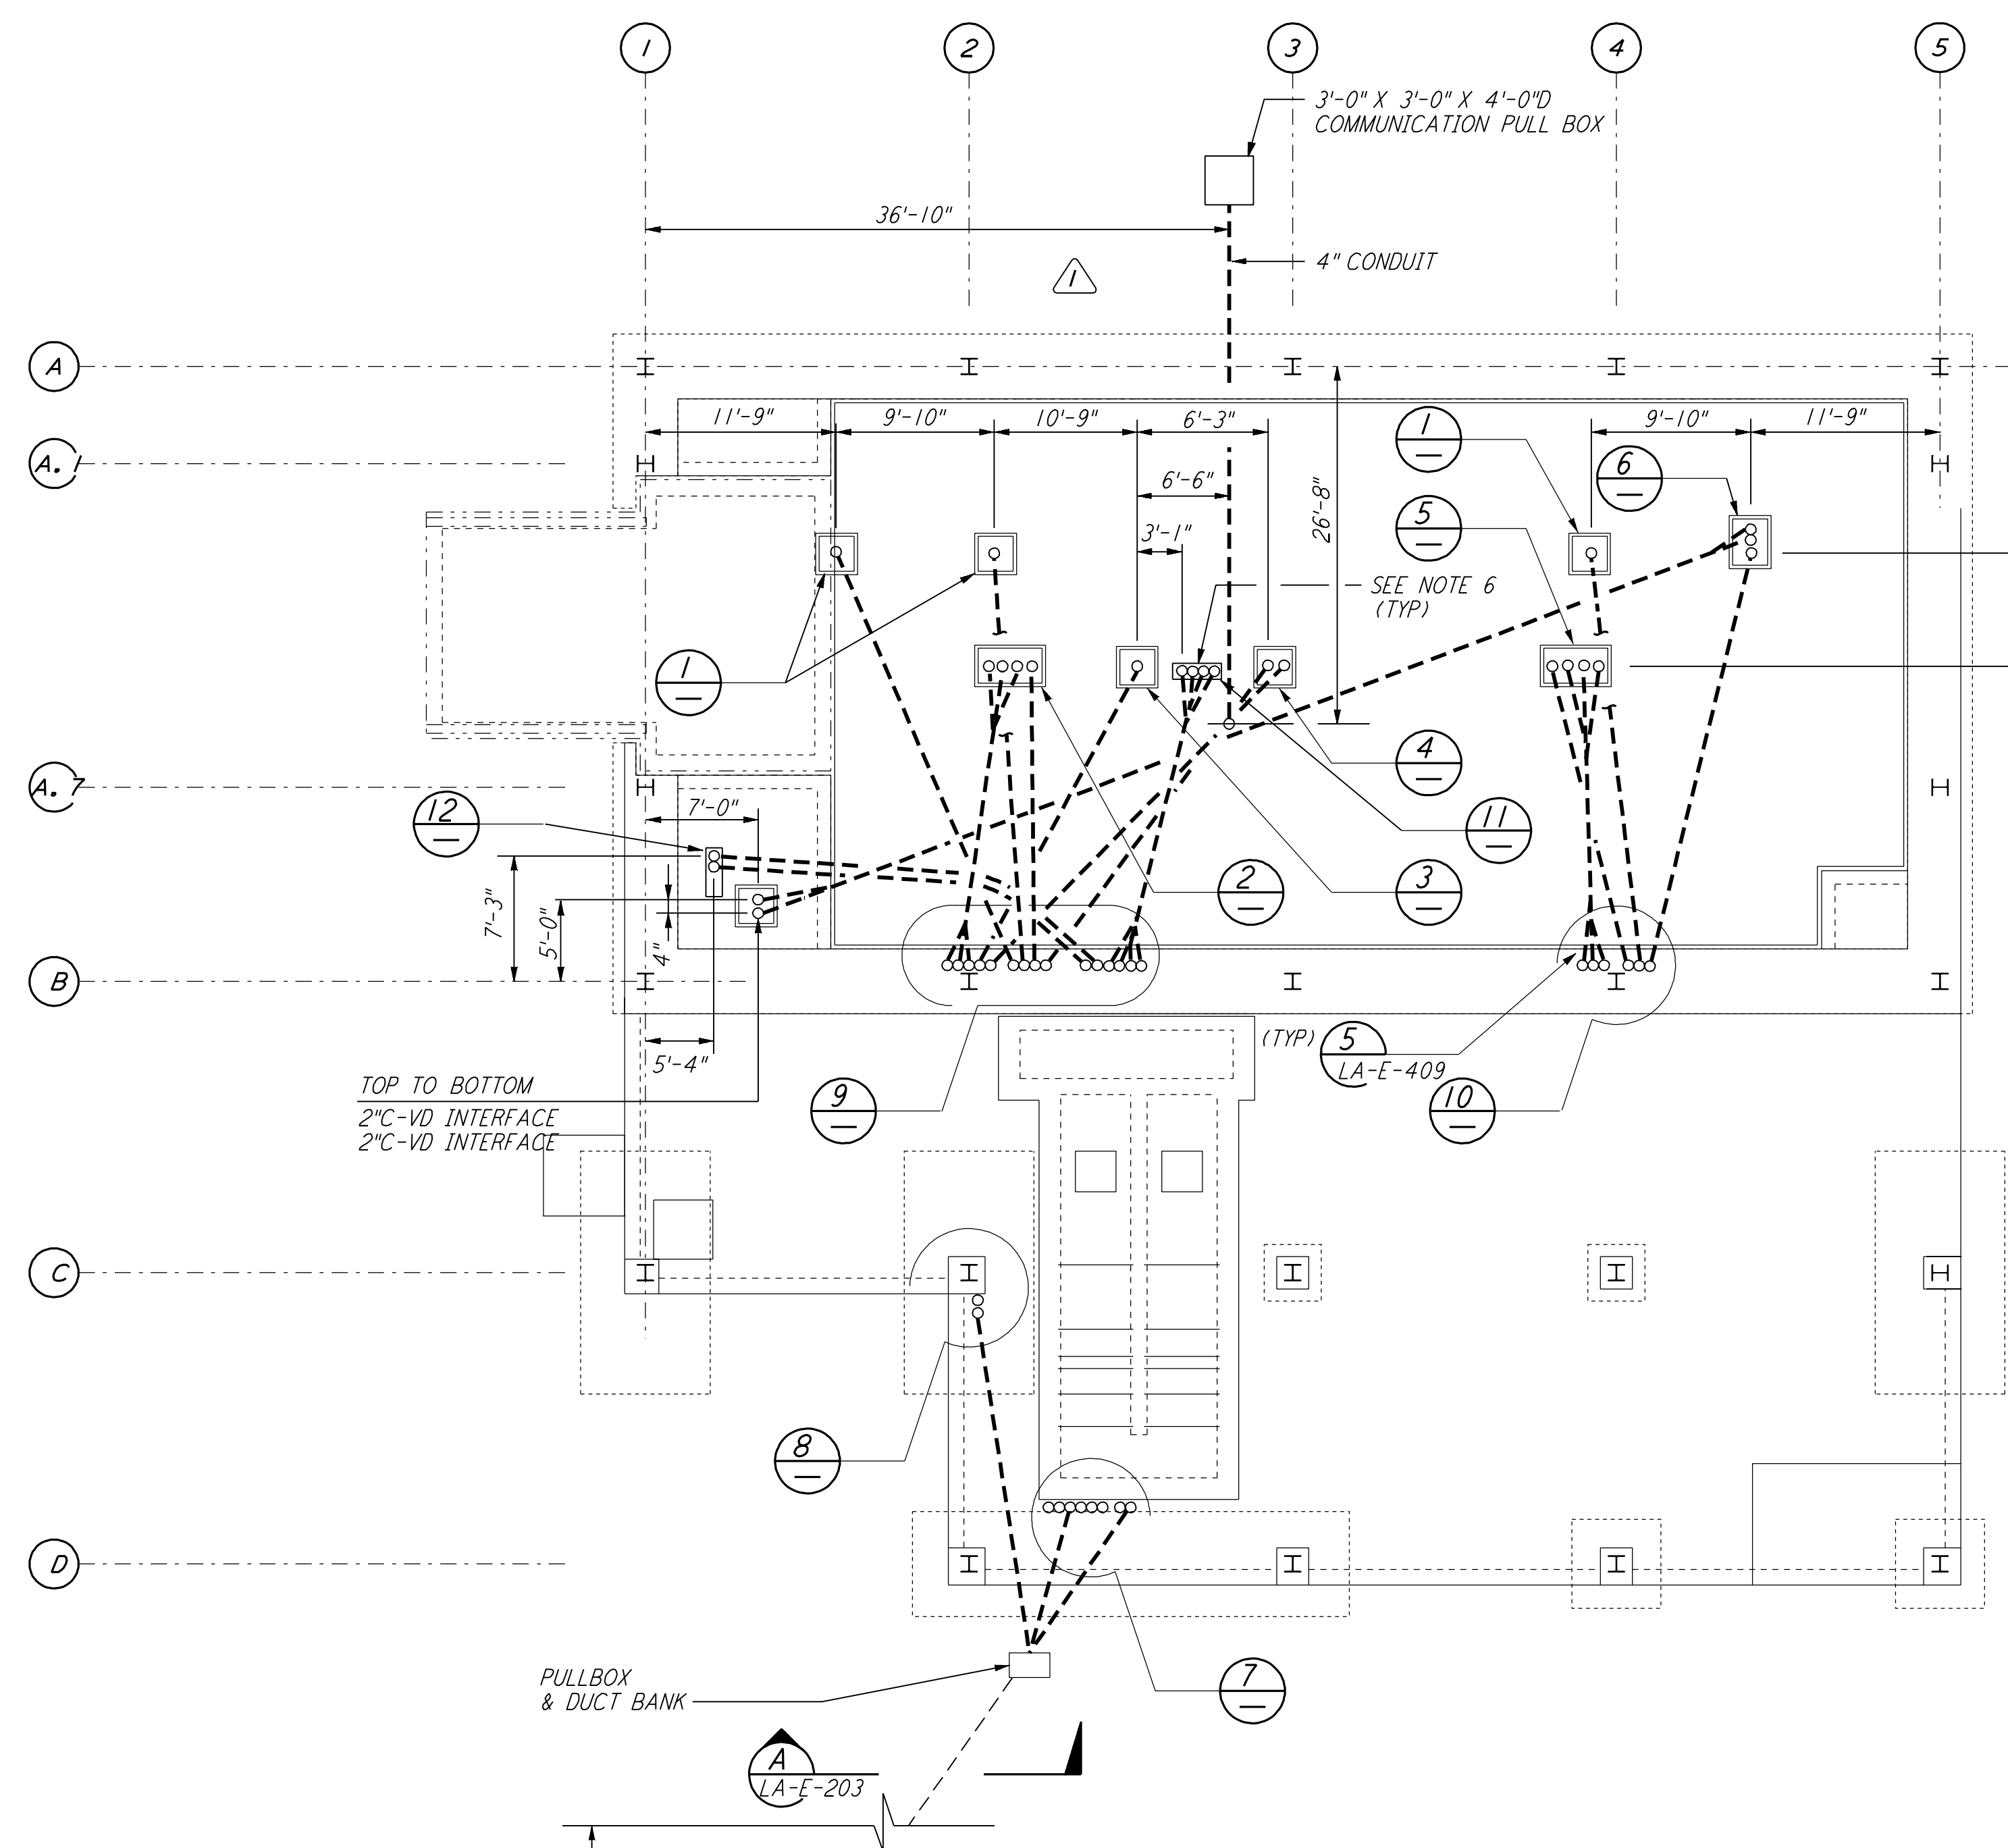 1
2
3
4
5
3'-0" X 3'-0" X 4'-0"D
COMMUNICATION PULL BOX
36'-10"
4" CONDUIT
1
A
11'-9"
9'-10"
10'-9"
6'-3"
1
9'-10"
11'-9"
A.1
6
6'-6"
26'-8"
5
3'-1"
SEE NOTE 6
(TYP)
1
4
A.7
12
7'-0"
11
2
3
7'-3"
5'-0"
4"
B
5'-4"
(TYP)
5
LA-E-409
TOP TO BOTTOM
2"C-VD INTERFACE
2"C-VD INTERFACE
9
10
C
8
D
PULLBOX
& DUCT BANK
7
A
LA-E-203